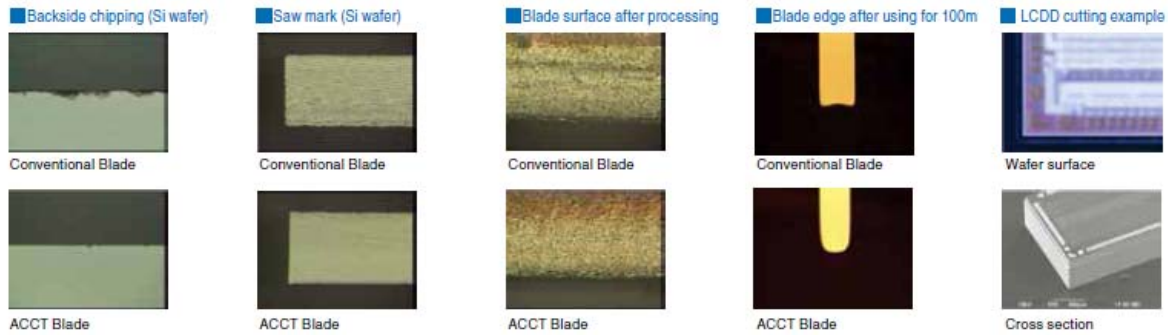 Backside chipping (Si wafer)
Saw mark (Si wafer)
Blade surface after processing
Blade edge after using for 100m
LCDD cutting example
Conventional Blade
Conventional Blade
Conventional Blade
Conventional Blade
Wafer surface
ACCT Blade
ACCT Blade
ACCT Blade
ACCT Blade
Cross section